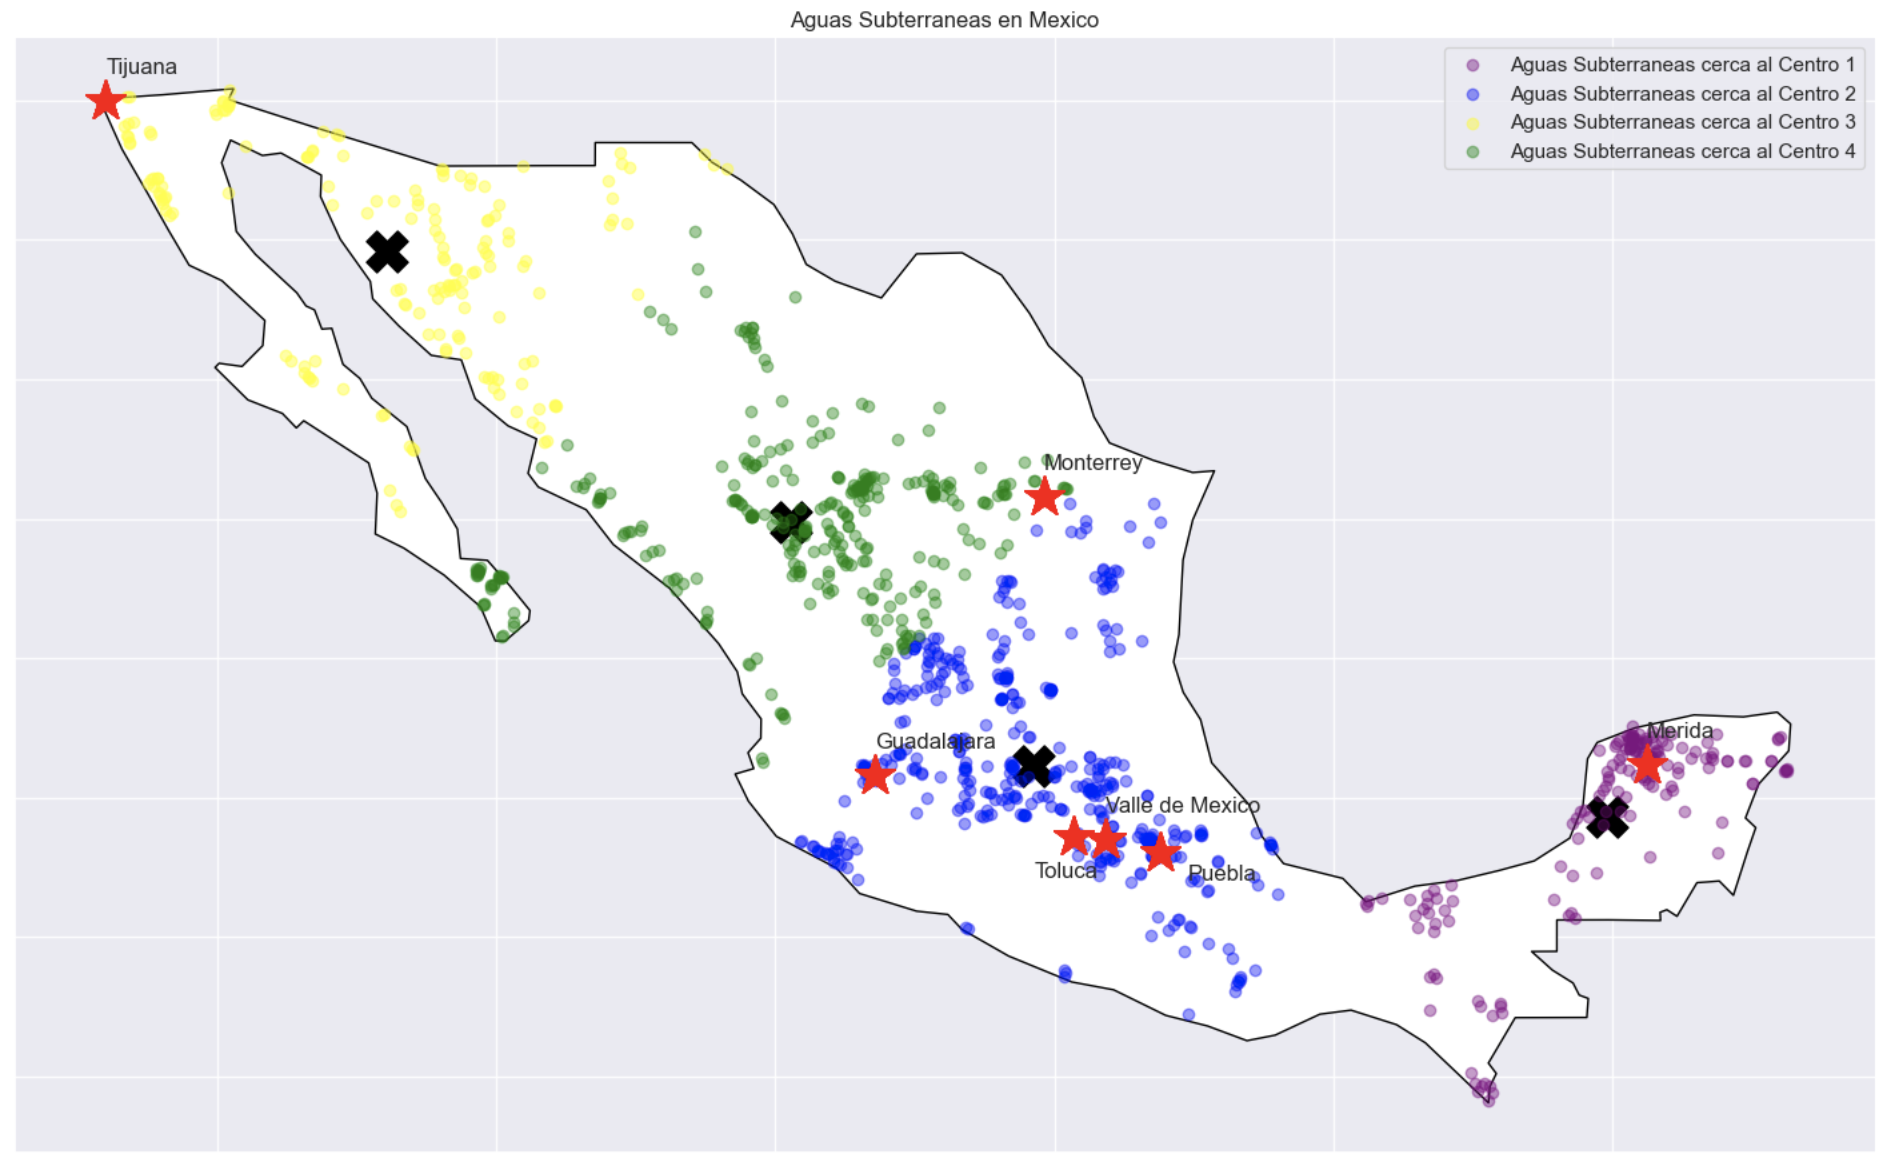 Aguas Subterraneas en Mexico
Tijuana
Aguas Subterraneas cerca al Centro 1
Aguas Subterraneas cerca al Centro 2
Aguas Subterraneas cerca al Centro 3
Aguas Subterraneas cerca al Centro 4
Monterrey
Merida
Guadalajara
Valle de Mexico
Toluca
Puebla